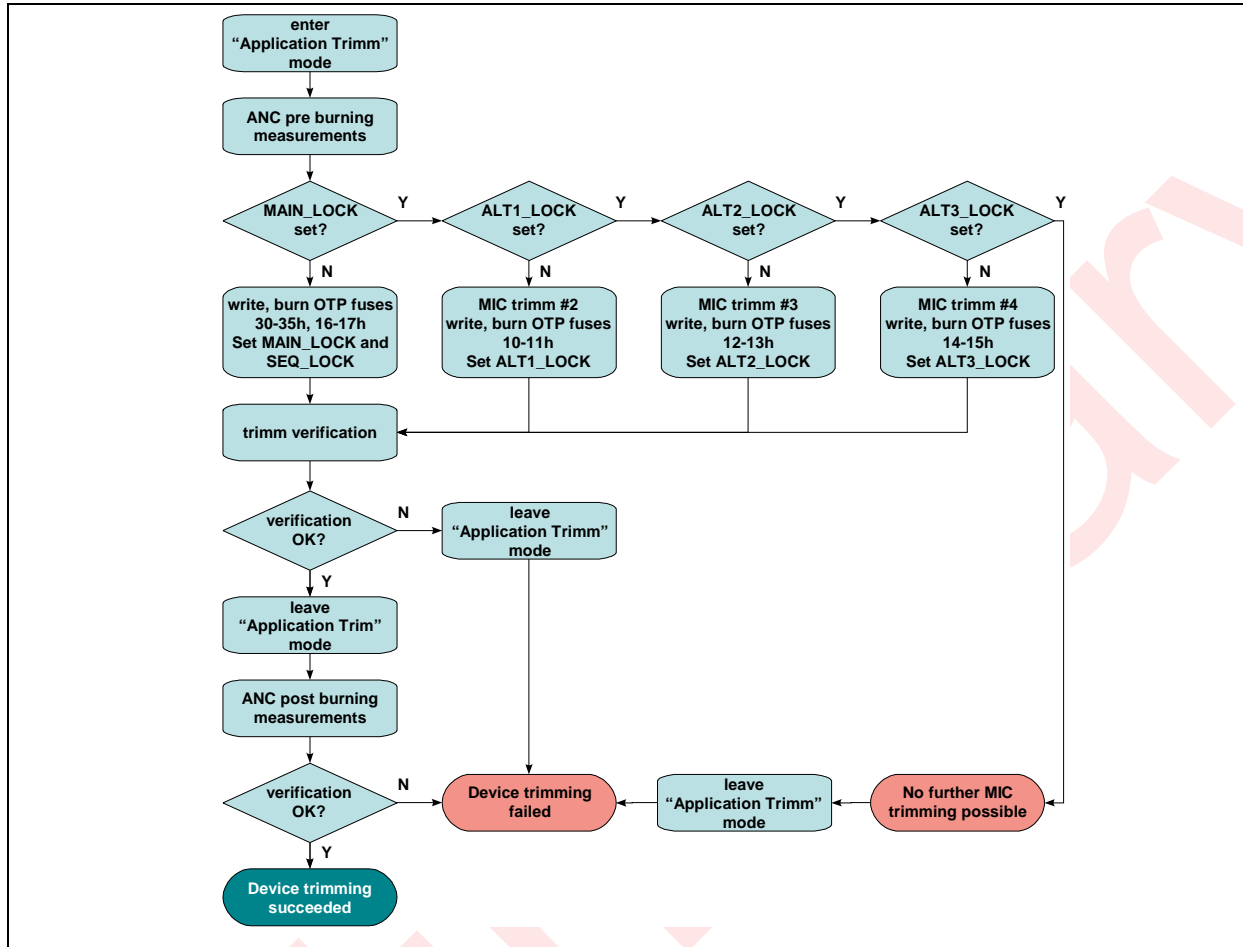 enter
“Application Trimm”
mode
ANC pre burning
measurements
MAIN_LOCK
set?
Y
ALT1_LOCK
set?
Y
ALT2_LOCK
set?
Y
ALT3_LOCK
set?
Y
N
N
N
N
write, burn OTP fuses
30-35h, 16-17h
Set MAIN_LOCK and
SEQ_LOCK
MIC trimm #2
write, burn OTP fuses
10-11h
Set ALT1_LOCK
MIC trimm #3
write, burn OTP fuses
12-13h
Set ALT2_LOCK
MIC trimm #4
write, burn OTP fuses
14-15h
Set ALT3_LOCK
trimm verification
verification
OK?
N
leave
“Application Trimm”
mode
Y
leave
“Application Trim”
mode
ANC post burning
measurements
verification
OK?
N
Device trimming
failed
leave
“Application Trimm”
mode
No further MIC
trimming possible
Y
Device trimming
succeeded